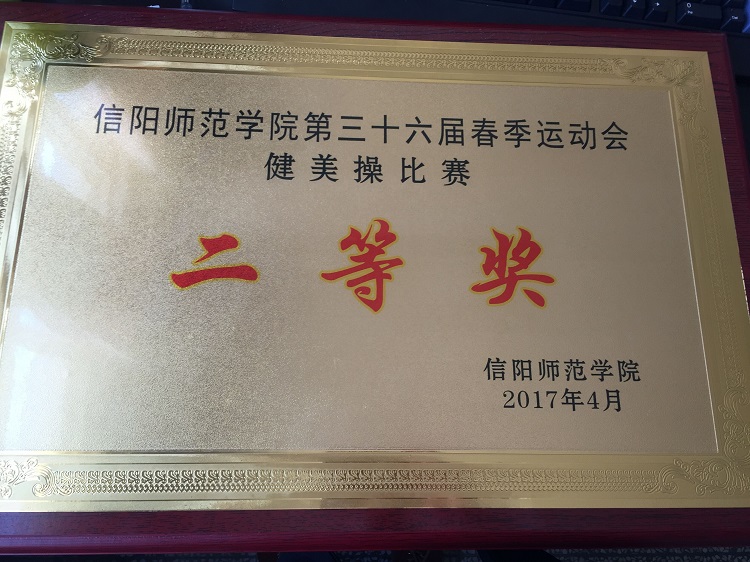 信阳师范学院第三十六届春季运动会
健美操比赛
二等奖
信阳师范学院
2017年4月